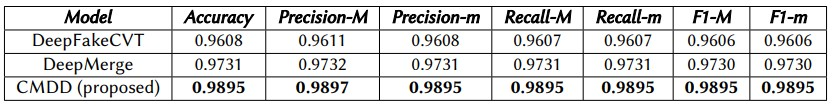 Model Accuracy Precision-M Precision-m Recall-M Recall-m F1-M F1-m
DeepFakeCVT 0.9608 0.9611 0.9608 0.9607 0.9607 0.9606 0.9606
DeepMerge 0.9731 0.9732 0.9731 0.9731 0.9731 0.9730 0.9730
CMDD (proposed) 0.9895 0.9897 0.9895 0.9895 0.9895 0.9895 0.9895